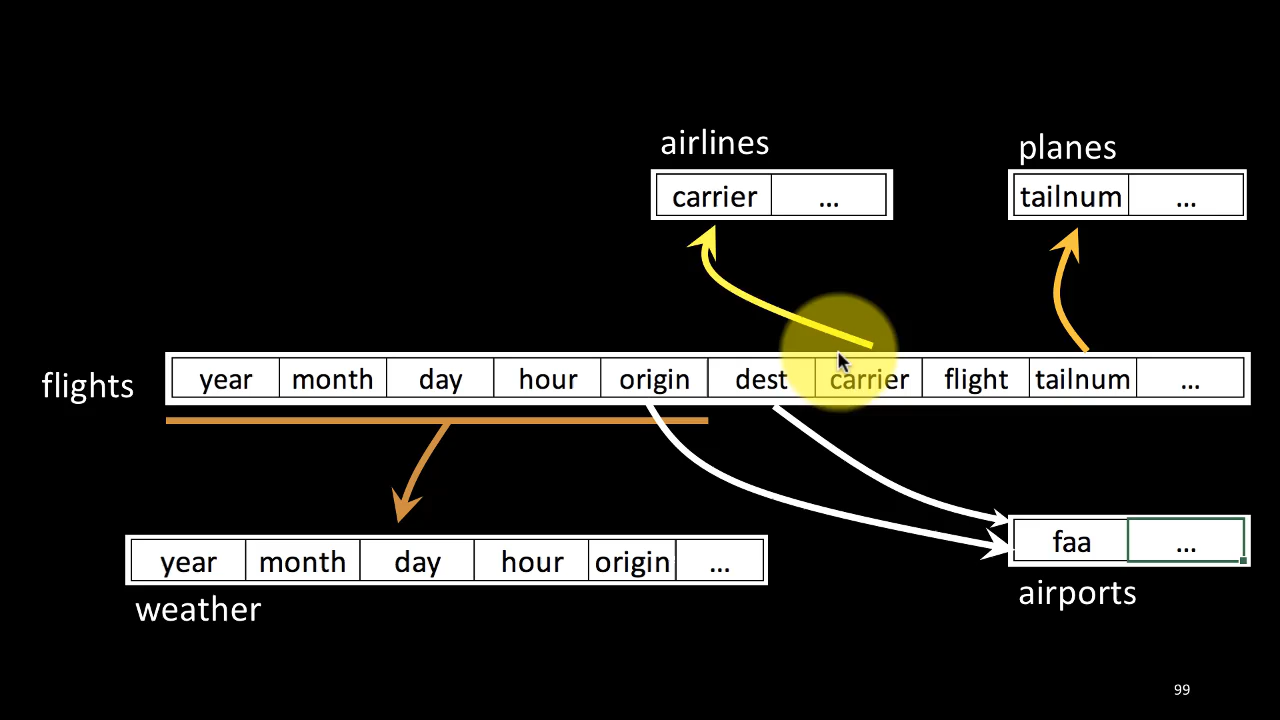 airlines
planes
carrier ...
tailnum ...
flights
year month day hour origin dest carrier flight tailnum ...
faa ...
year month day hour origin ...
airports
weather
99